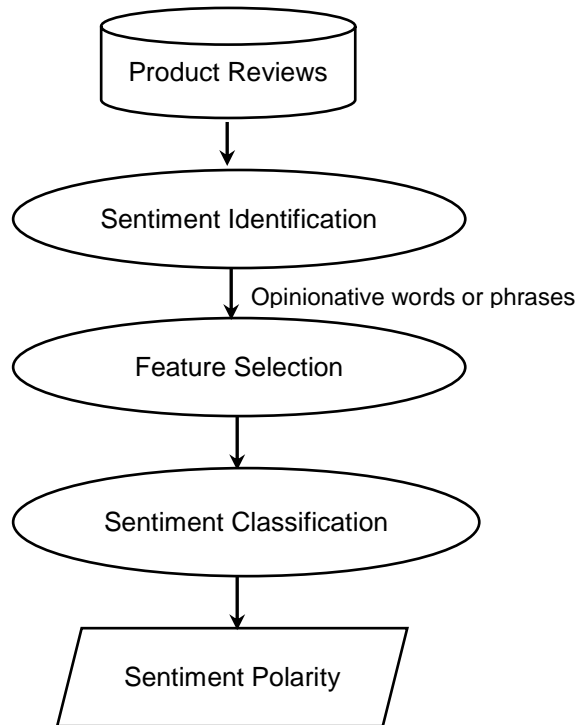 Product Reviews
Sentiment Identification
Opinionative words or phrases
Feature Selection
Sentiment Classification
Sentiment Polarity